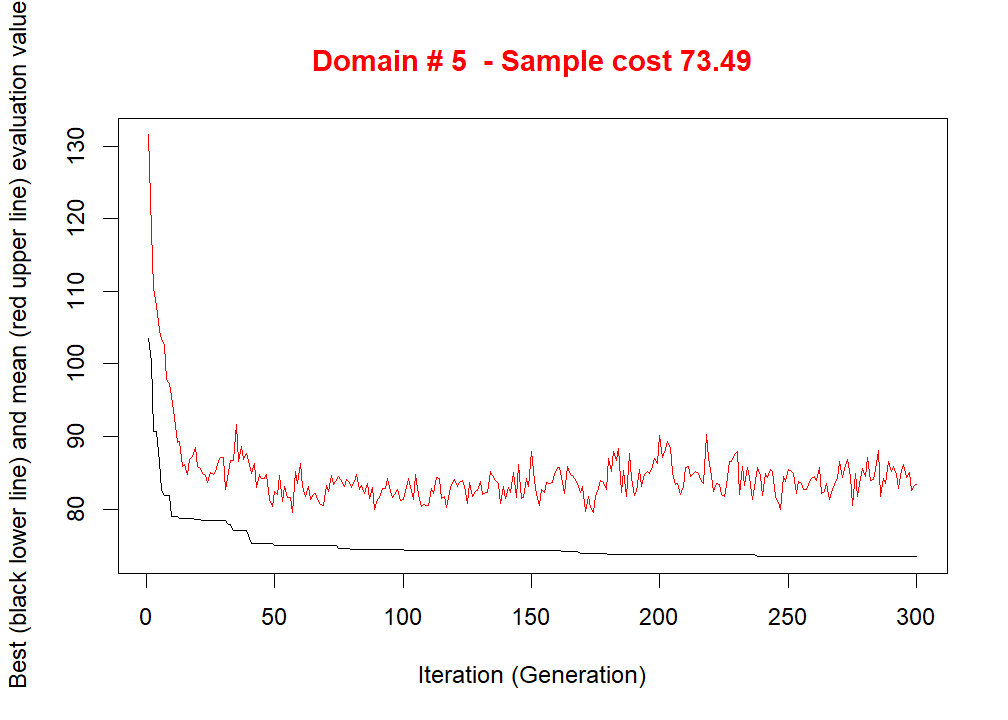 Domain # 5  - Sample cost 73.49
Best (black lower line) and mean (red upper line) evaluation value
130
120
110
100
90
80
0 50 100 150 200 250 300
Iteration (Generation)